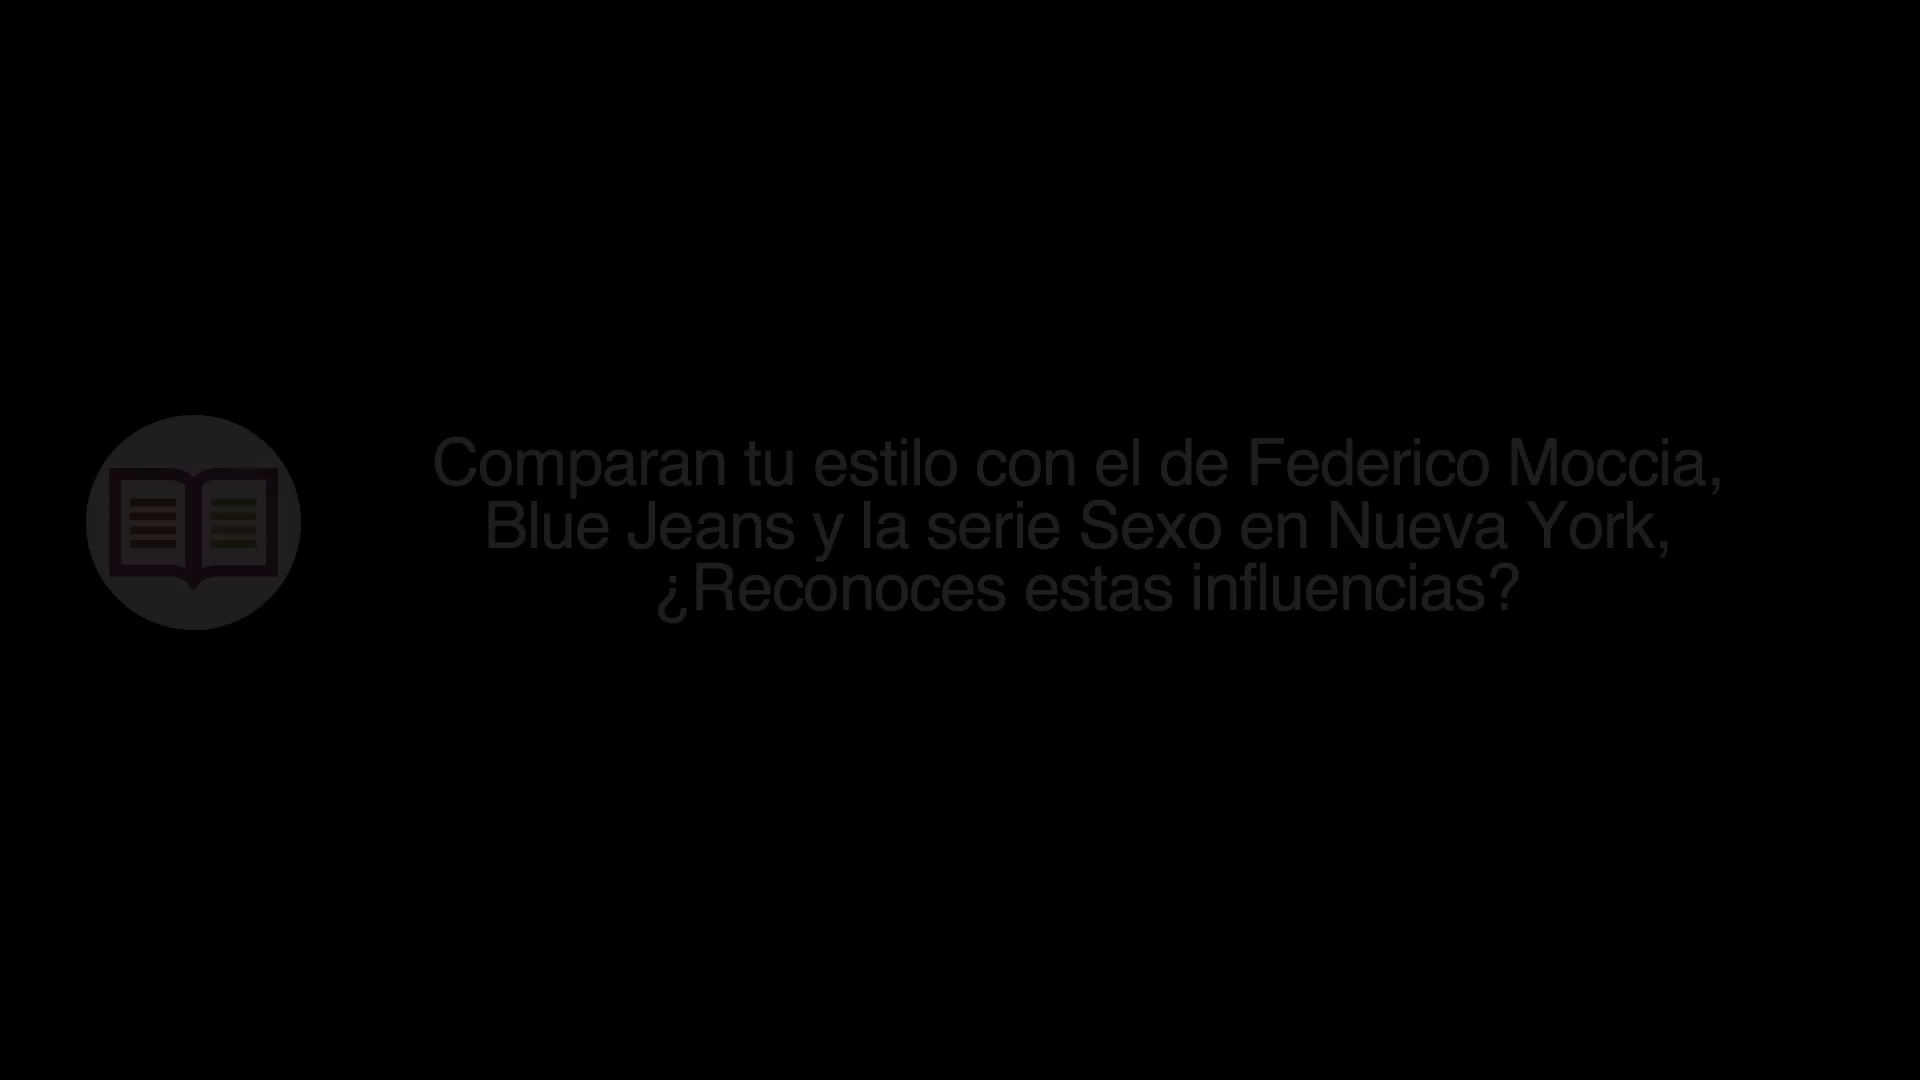 Comparan tu estilo con el de Federico Moccia,
Blue Jeans y la serie Sexo en Nueva York,
¿Reconoces estas influencias?